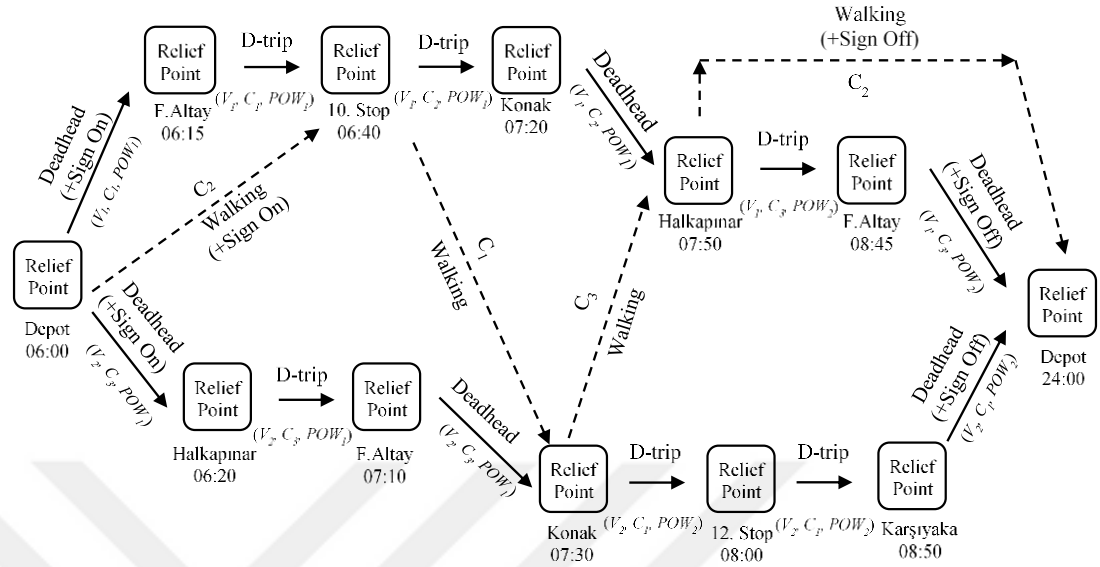 Walking
(+Sign Off)
C2
Relief
Point
F.Altay
06:15
D-trip
(V1, C1, POW1)
Relief
Point
10. Stop
06:40
D-trip
(V1, C2, POW1)
Relief
Point
Konak
07:20
Deadhead
(V1, C2, POW1)
Deadhead
(+Sign On)
(V1, C1, POW1)
C2
Walking
(+Sign On)
Relief
Point
Halkapınar
07:50
D-trip
(V1, C3, POW2)
Relief
Point
F.Altay
08:45
Deadhead
(+Sign Off)
(V1, C3, POW2)
Relief
Point
Depot
06:00
C1
Walking
C3
Walking
Relief
Point
Depot
24:00
Deadhead
(+Sign On)
(V2, C3, POW1)
Relief
Point
Halkapınar
06:20
D-trip
(V2, C3, POW1)
Relief
Point
F.Altay
07:10
Deadhead
(V2, C3, POW1)
Relief
Point
Konak
07:30
D-trip
(V2, C1, POW2)
Relief
Point
12. Stop
08:00
D-trip
(V2, C1, POW2)
Relief
Point
Karşıyaka
08:50
Deadhead
(+Sign Off)
(V2, C1, POW2)